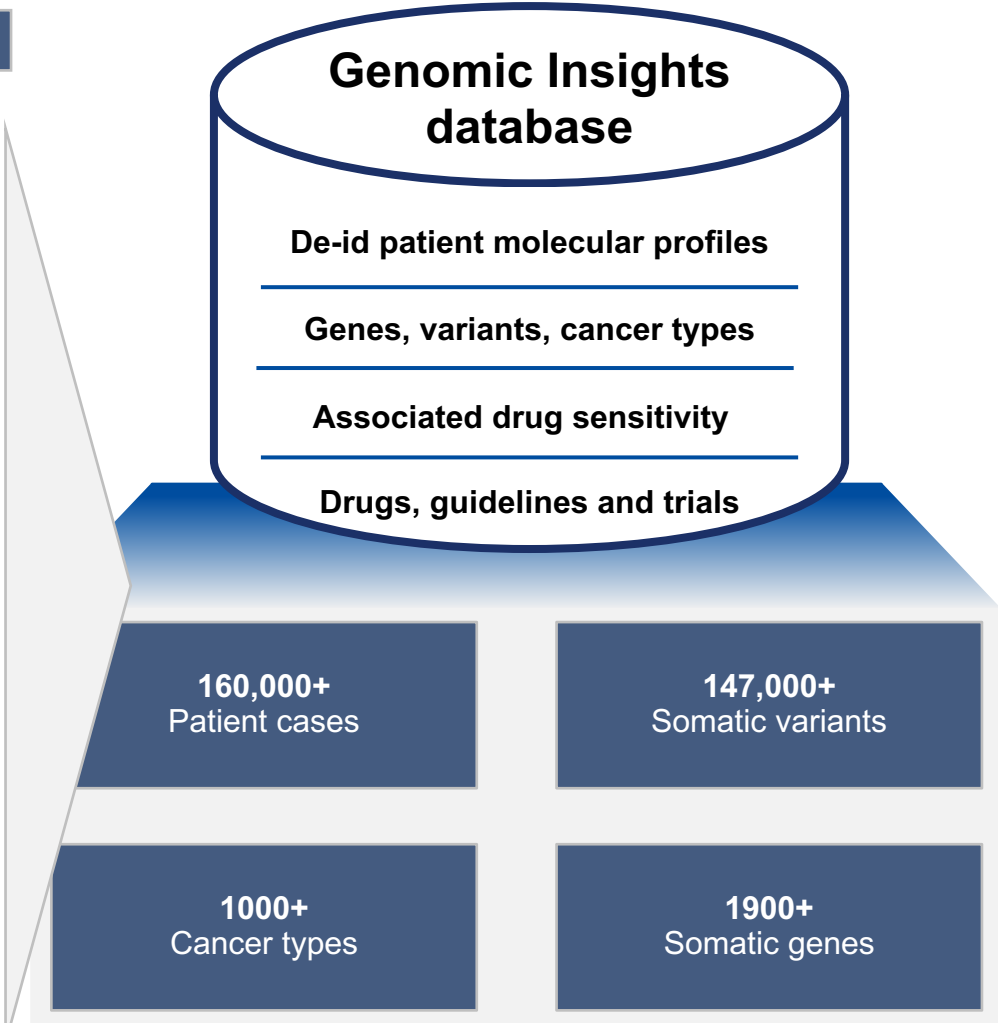 Genomic Insights
database
De-id patient molecular profiles
Genes, variants, cancer types
Associated drug sensitivity
Drugs, guidelines and trials
160,000+
Patient cases
147,000+
Somatic variants
1000+
Cancer types
1900+
Somatic genes